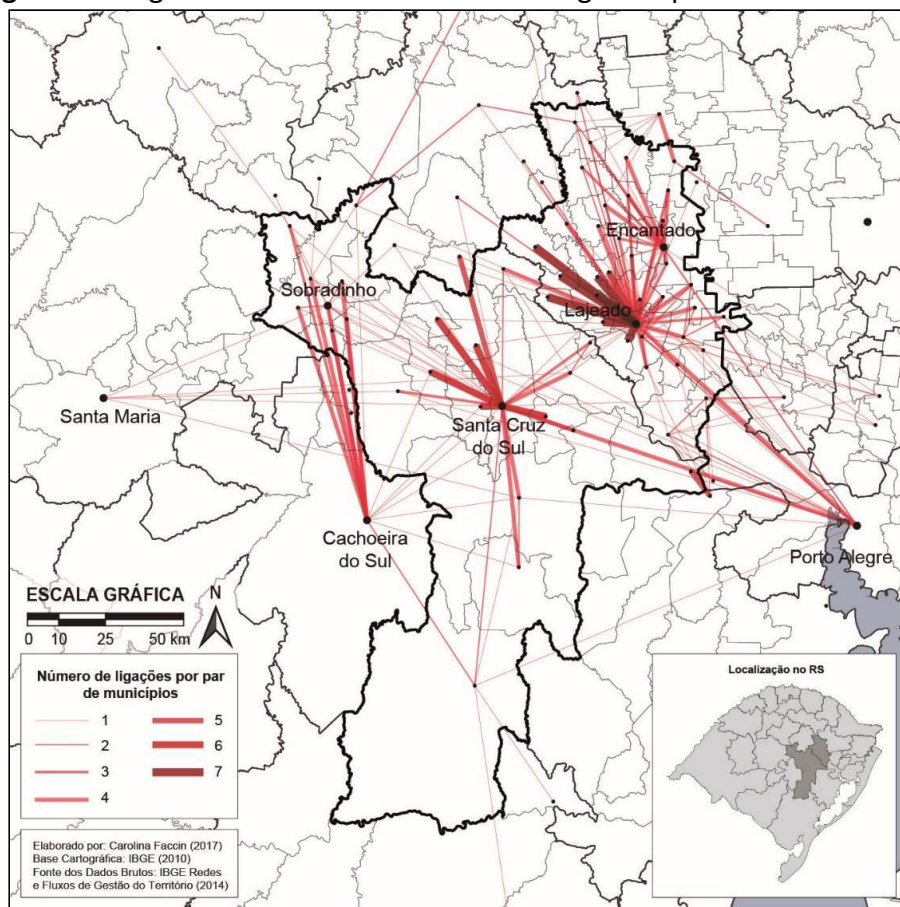 Encantado
Sobradinho
Lajeado
Santa Maria
Santa Cruz
do Sul
Cachoeira
do Sul
Porto Alegre
ESCALA GRÁFICA
N
0 10 25 50 km
Número de ligações por par
de municípios
1
2
3
4
5
6
7
Elaborado por: Carolina Faccin (2017)
Base Cartográfica: IBGE (2010)
Fonte dos Dados Brutos: IBGE Redes
e Fluxos de Gestão do Território (2014)
Localização no RS